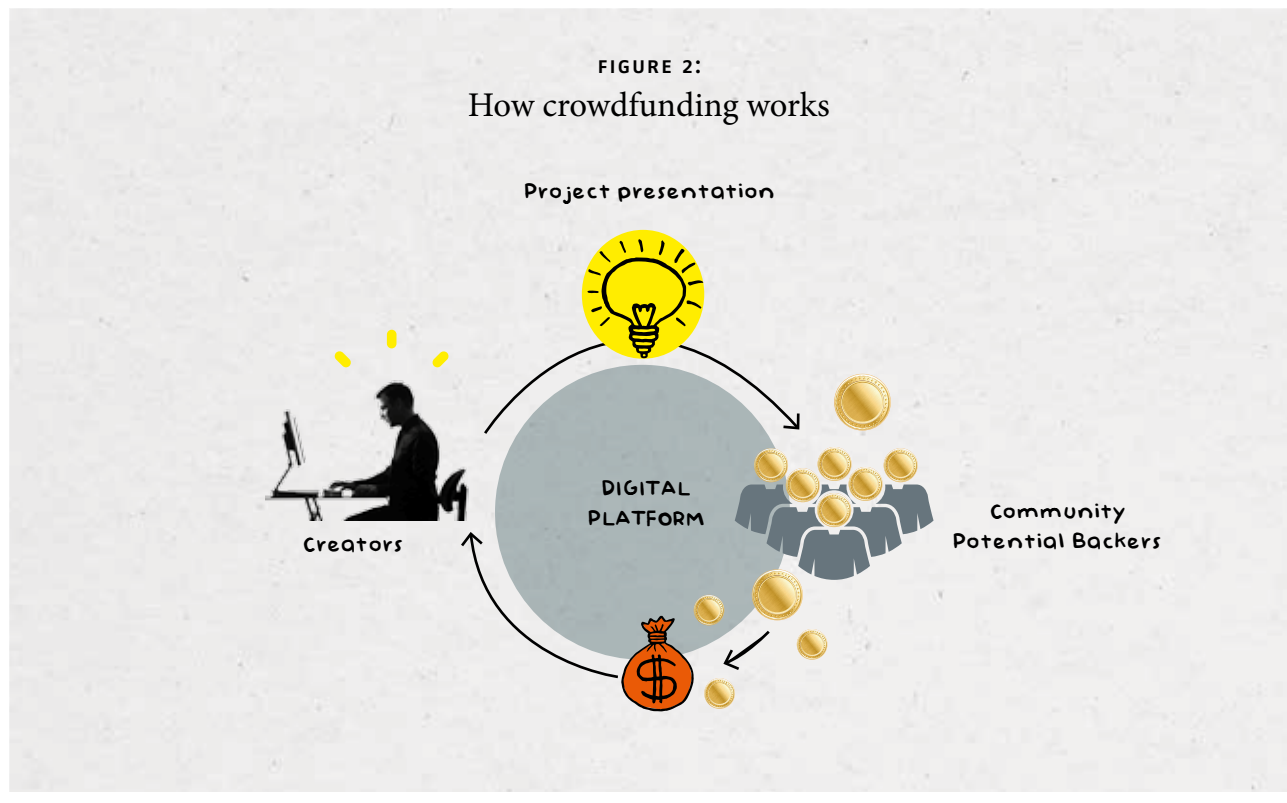 FIGURE 2:
How crowdfunding works
Project presentation
DIGITAL
PLATFORM
Creators
Community
Potential Backers
$